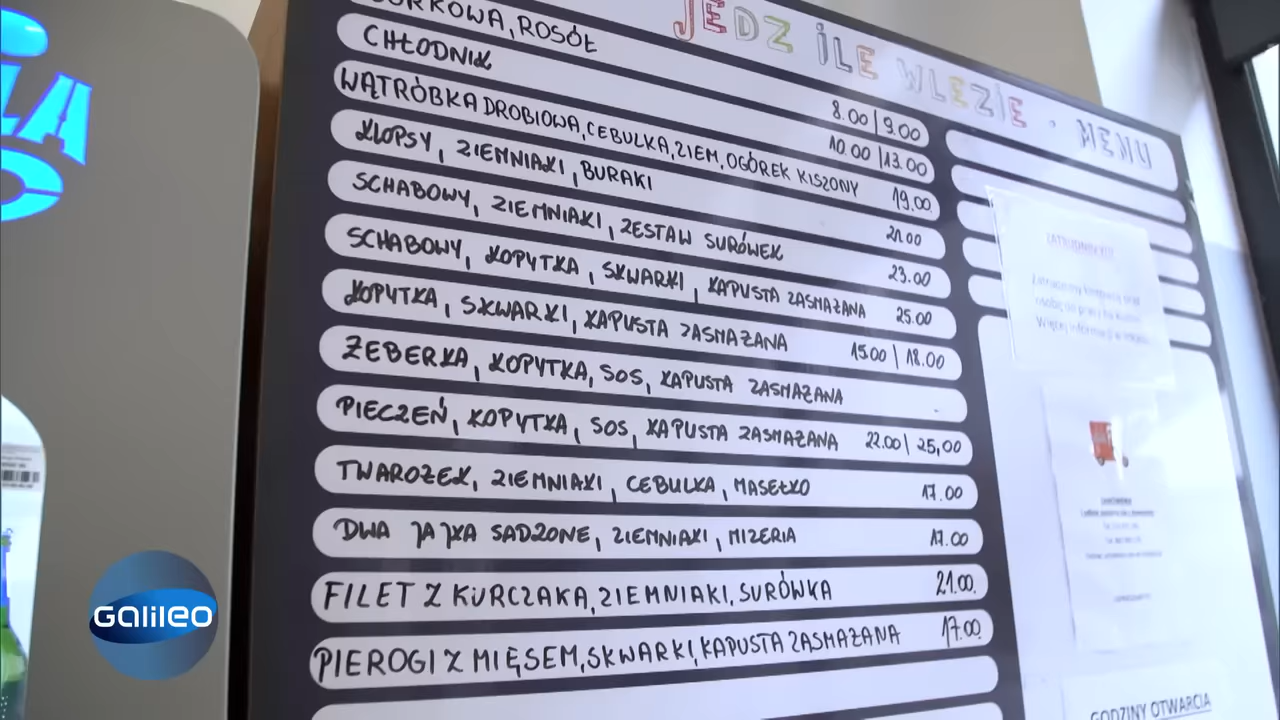 JEDZ ILE WLEZIE • MENU
ROSÓŁ 8.00 | 9.00
CHŁODNIK 10.00 | 13.00
WĄTRÓBKA DROBIOWA, CEBULKA, ZIEM, OGÓREK KISZONY 19.00.
KLOPSY, ZIEMNIAKI, BURAKI 21.00
SCHABOWY, ZIEMNIAKI, ZESTAW SURÓWEK 23.00
SCHABOWY, KOPYTKA, SKWARKI, KAPUSTA ZASMAŻANA 25.00
KOPYTKA, SKWARKI, KAPUSTA ZASMAŻANA 15.00 | 18.00
ŻEBERKA, KOPYTKA, SOS, KAPUSTA ZASMAŻANA -
PIECZEŃ, KOPYTKA, SOS, KAPUSTA ZASMAŻANA 22.00 | 25,00
TWAROŻEK, ZIEMNIAKI, CEBULKA, MASEŁKO 17.00
DWA JAJKA SADZONE, ZIEMNIAKI, MIZERIA 17.00
FILET Z KURCZAKA, ZIEMNIAKI, SURÓWKA 21.00.
PIEROGI Z MIĘSEM, SKWARKI, KAPUSTA ZASMAŻANA 17.00
GODZINY OTWARCIA
Galileo